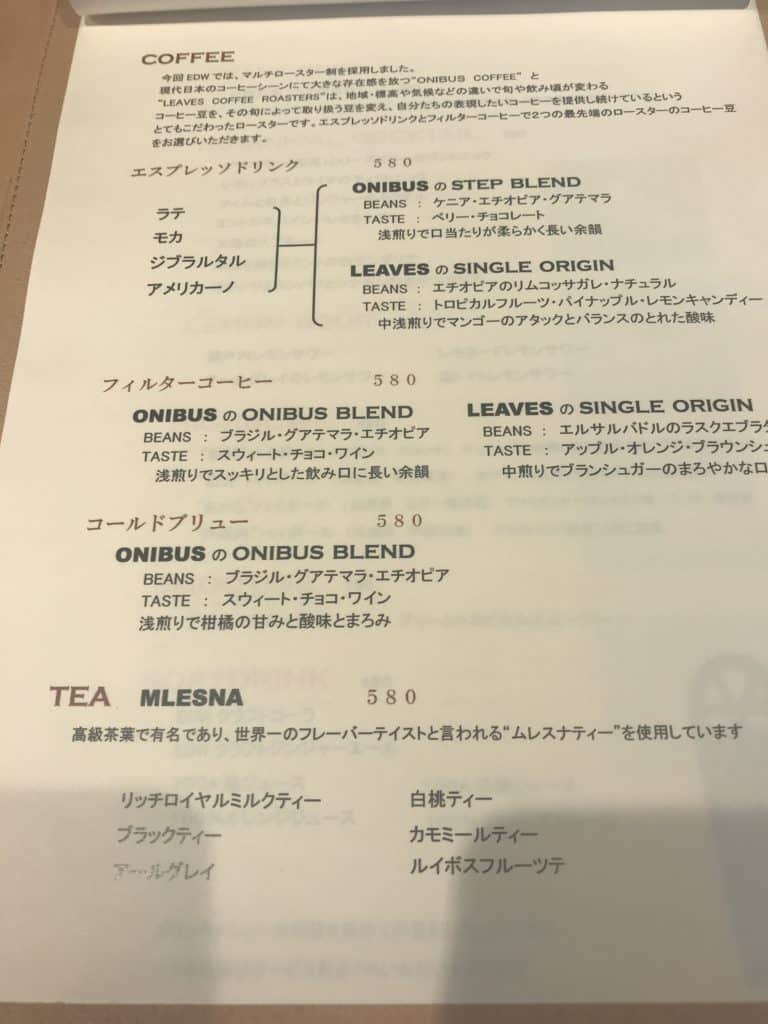 COFFEE
今回EDWでは、マルチロースター制を採用しました。
現代日本のコーヒーシーンにて大きな存在感を放つ"ONIBUS COFFEE" と
"LEAVES COFFEE ROASTERS"は、地域・標高や気候などの違いで旬や飲み頃が変わる
コーヒー豆を、その旬によって取り扱う豆を変え、自分たちの表現したいコーヒーを提供し続けているという
とてもこだわったロースターです。エスプレッソドリンクとフィルターコーヒーで2つの最先端のロースターのコーヒー豆
をお選びいただきます。
エスプレッソドリンク 580
ラテ
モカ
ジブラルタル
アメリカーノ
ONIBUS の STEP BLEND
BEANS : ケニア・エチオピア・グアテマラ
TASTE : ベリー・チョコレート
浅煎りで口当たりが柔らかく長い余韻
LEAVES の SINGLE ORIGIN
BEANS : エチオピアのリムコッサガレ・ナチュラル
TASTE : トロピカルフルーツ・パイナップル・レモンキャンディー
中浅煎りでマンゴーのアタックとバランスのとれた酸味
フィルターコーヒー 580
ONIBUS の ONIBUS BLEND
BEANS : ブラジル・グアテマラ・エチオピア
TASTE : スウィート・チョコ・ワイン
浅煎りでスッキリとした飲み口に長い余韻
LEAVES の SINGLE ORIGIN
BEANS : エルサルバドルのラスクエブラダ
TASTE : アップル・オレンジ・ブラウンシュ
中煎りでブランシュガーのまろやかな口
コールドブリュー 580
ONIBUS の ONIBUS BLEND
BEANS : ブラジル・グアテマラ・エチオピア
TASTE : スウィート・チョコ・ワイン
浅煎りで柑橘の甘みと酸味とまろみ
TEA MLESNA 580
高級茶葉で有名であり、世界一のフレーバーテイストと言われる"ムレスナティー"を使用しています
リッチロイヤルミルクティー
ブラックティー
アールグレイ
白桃ティー
カモミールティー
ルイボスフルーツテ